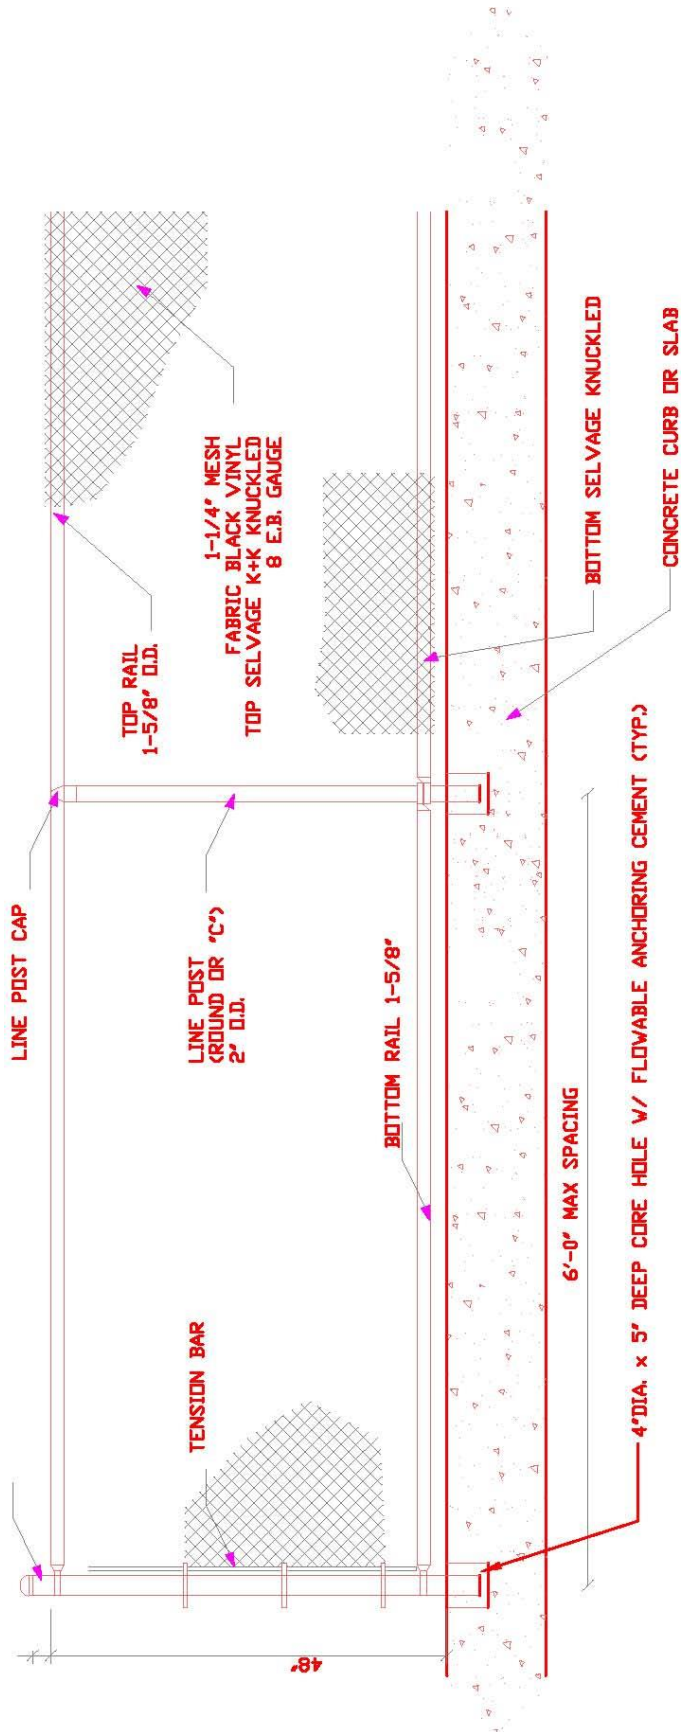 LINE POST CAP
TOP RAIL
1-5/8" O.D.
1-1/4" MESH
FABRIC BLACK VINYL
TOP SELVAGE K+K KNUCKLED
8 E.B. GAUGE
LINE POST
(ROUND OR "C")
2" O.D.
TENSION BAR
BOTTOM RAIL 1-5/8"
48"
BOTTOM SELVAGE KNUCKLED
6'-0" MAX SPACING
CONCRETE CURB OR SLAB
4"DIA. x 5" DEEP CORE HOLE W/ FLOWABLE ANCHORING CEMENT (TYP.)